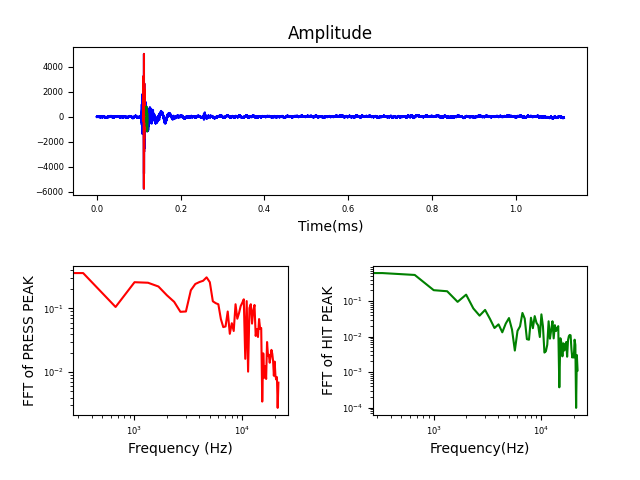 Amplitude
4000
2000
0
−2000
−4000
−6000
0.0 0.2 0.4 0.6 0.8 1.0
Time(ms)
FFT of PRESS PEAK
10⁻¹
10⁻²
10³ 10⁴
Frequency (Hz)
FFT of HIT PEAK
10⁻¹
10⁻²
10⁻³
10⁻⁴
10³ 10⁴
Frequency(Hz)